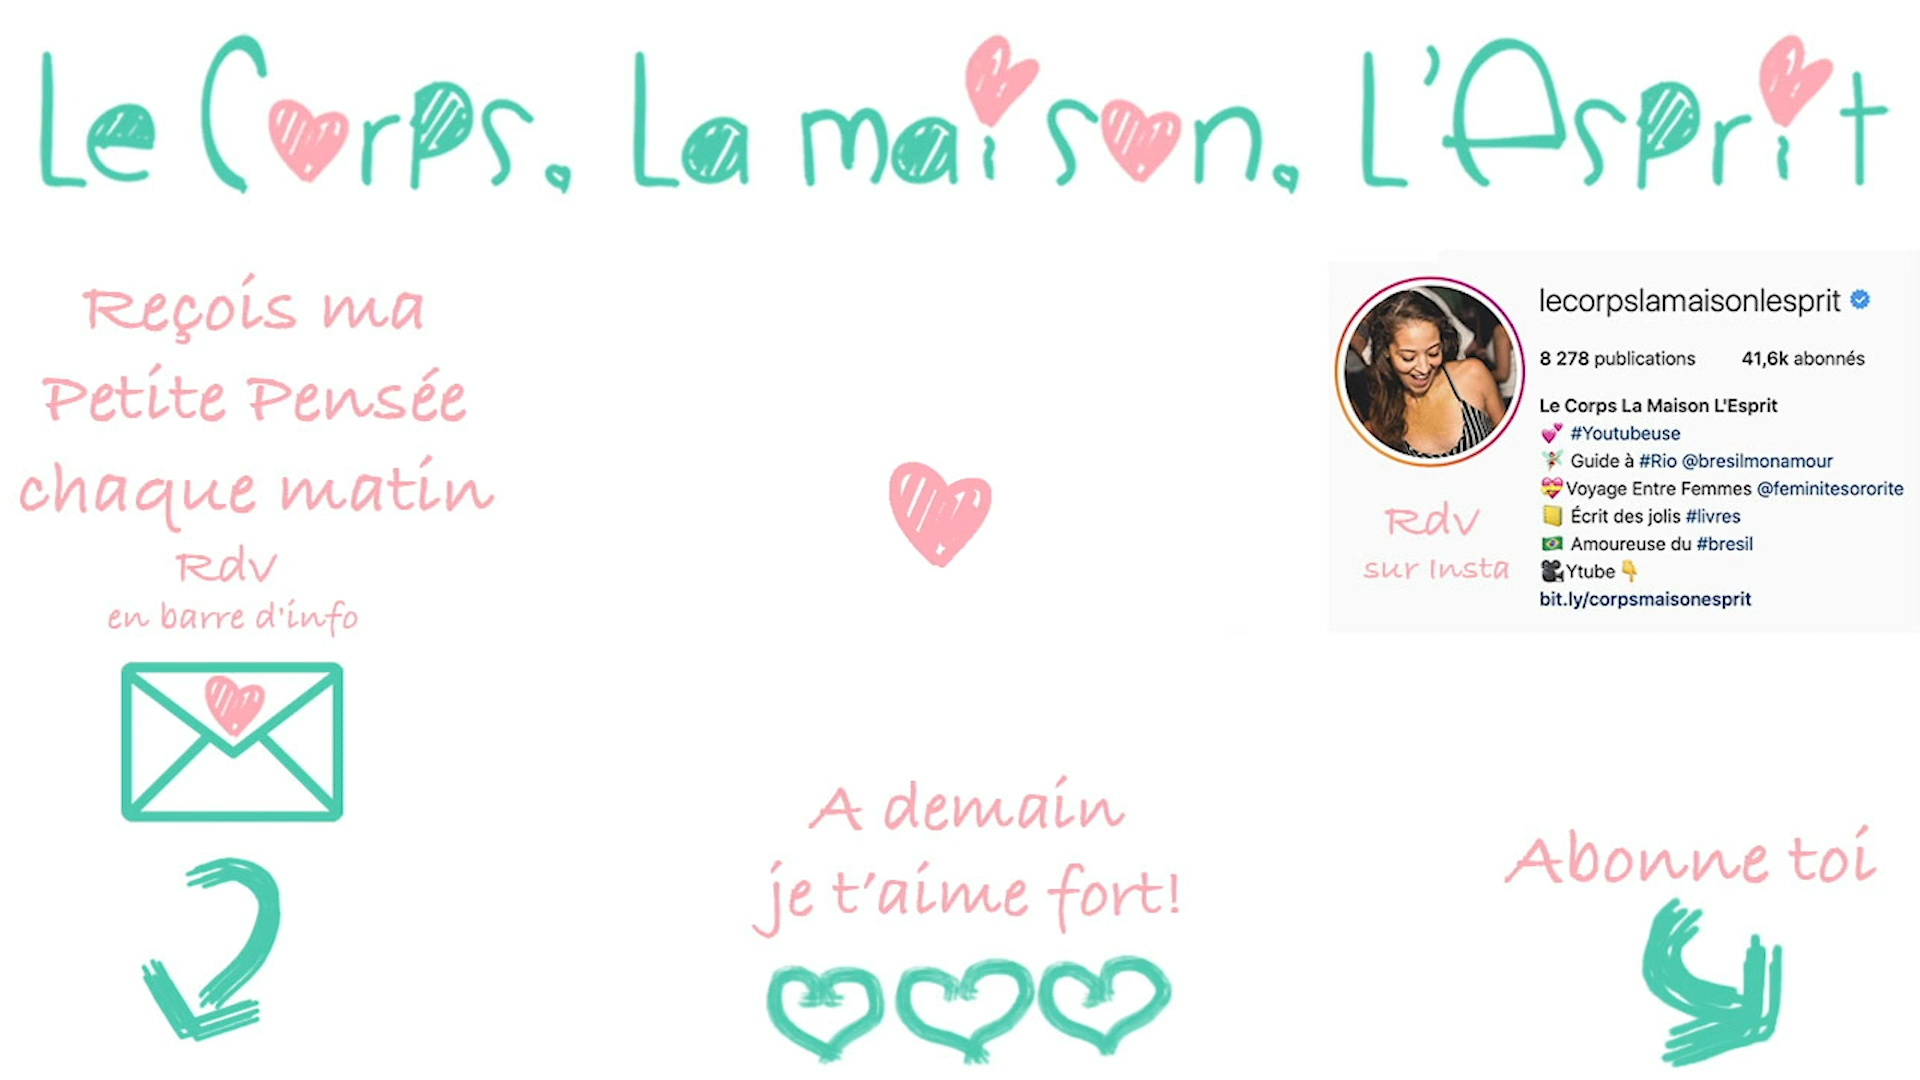 Le Corps. La maison. L'Esprit
Reçois ma
Petite Pensée
chaque matin
Rdv
en barre d'info
lecorpslamaisonlesprit
8 278 publications 41,6k abonnés
Le Corps La Maison L'Esprit
#Youtubeuse
Guide à #Rio @bresilmonamour
Voyage Entre Femmes @feminitesororite
Écrit des jolis #livres
Amoureuse du #bresil
Ytube
bit.ly/corpsmaisonesprit
Rdv
sur Insta
A demain
je t’aime fort!
Abonne toi